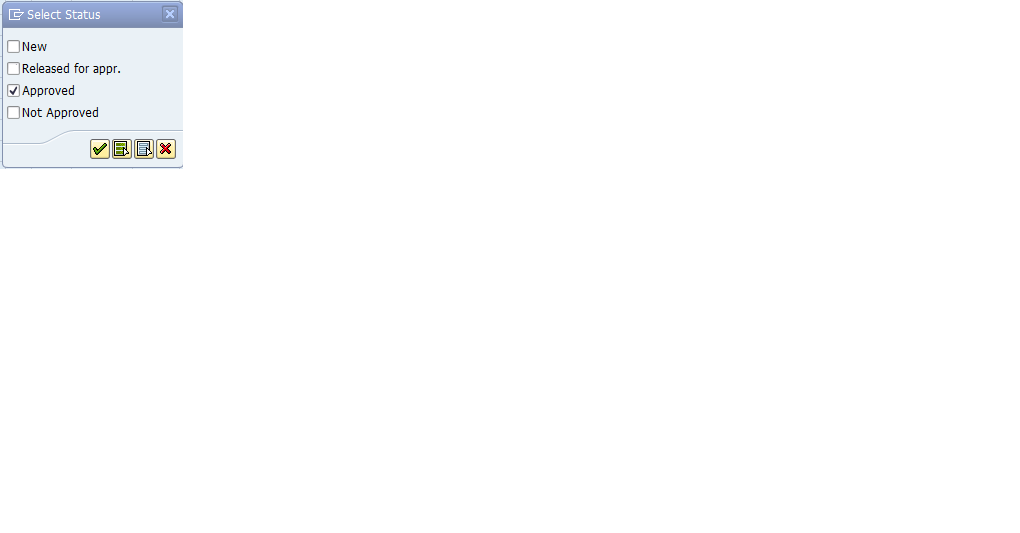 Select Status
New
Released for appr.
Approved
Not Approved